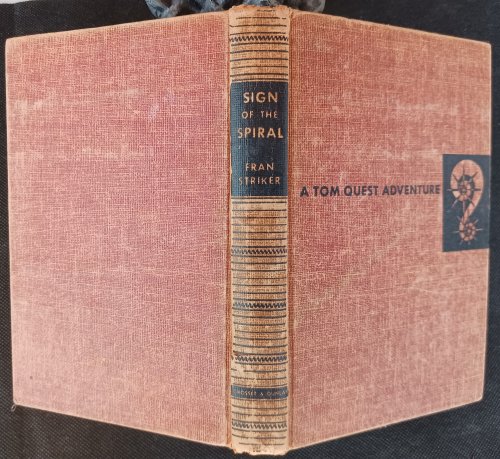 SIGN
OF THE
SPIRAL
FRAN
STRIKER
GROSSET & DUNLAP
A TOM QUEST ADVENTURE